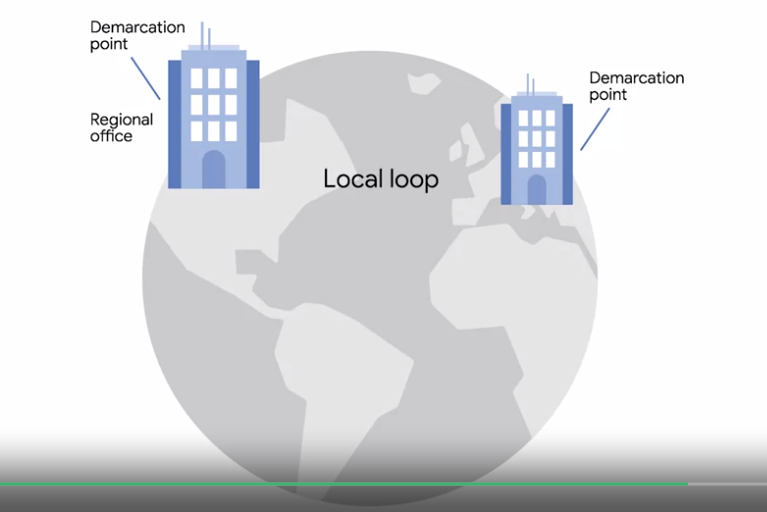 Demarcation
point
Regional
office
Local loop
Demarcation
point